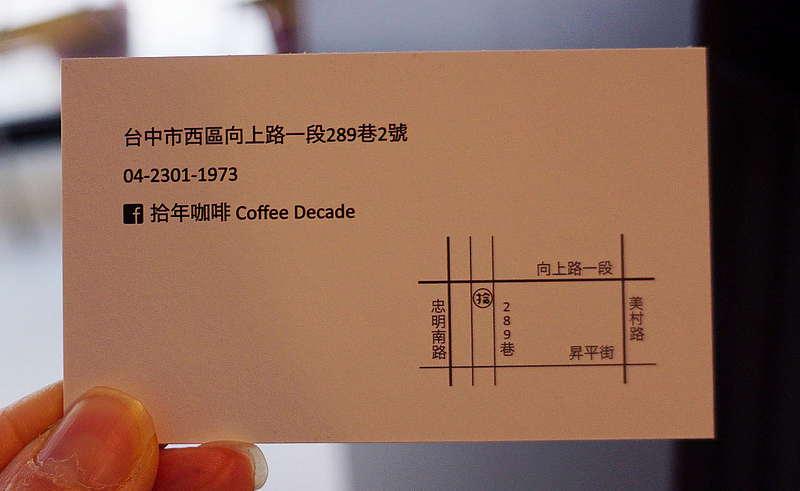 台中市西區向上路一段289巷2號
04-2301-1973
f 拾年咖啡 Coffee Decade
向上路一段
拾
忠明南路
289巷
美村路
昇平街